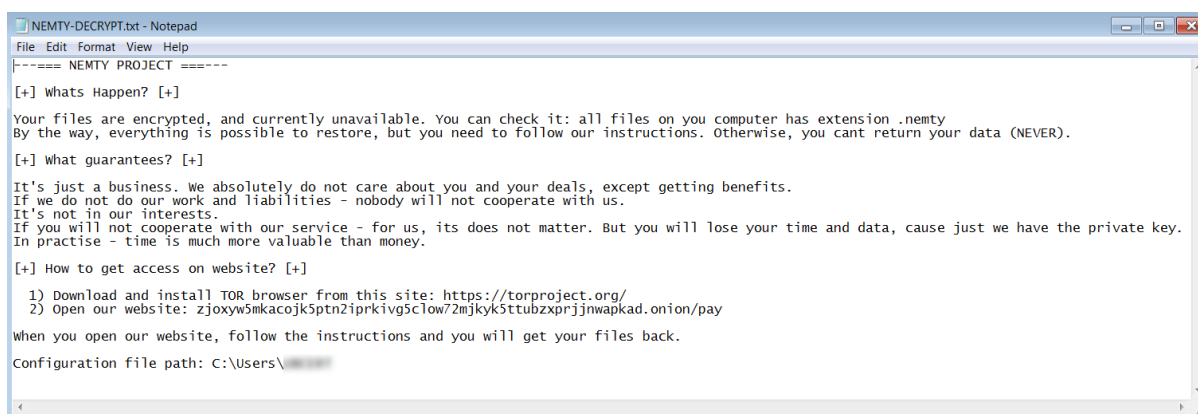 NEMTY-DECRYPT.txt - Notepad
File Edit Format View Help
---=== NEMTY PROJECT ===---
[+] Whats Happen? [+]
Your files are encrypted, and currently unavailable. You can check it: all files on you computer has extension .nemty
By the way, everything is possible to restore, but you need to follow our instructions. Otherwise, you cant return your data (NEVER).
[+] What guarantees? [+]
It's just a business. We absolutely do not care about you and your deals, except getting benefits.
If we do not do our work and liabilities - nobody will not cooperate with us.
It's not in our interests.
If you will not cooperate with our service - for us, its does not matter. But you will lose your time and data, cause just we have the private key.
In practise - time is much more valuable than money.
[+] How to get access on website? [+]
1) Download and install TOR browser from this site: https://torproject.org/
2) Open our website: zjoxyw5mkacojk5ptn2iprkivg5clow72mjkyk5ttubzxprjjnwapkad.onion/pay
When you open our website, follow the instructions and you will get your files back.
Configuration file path: C:\Users\